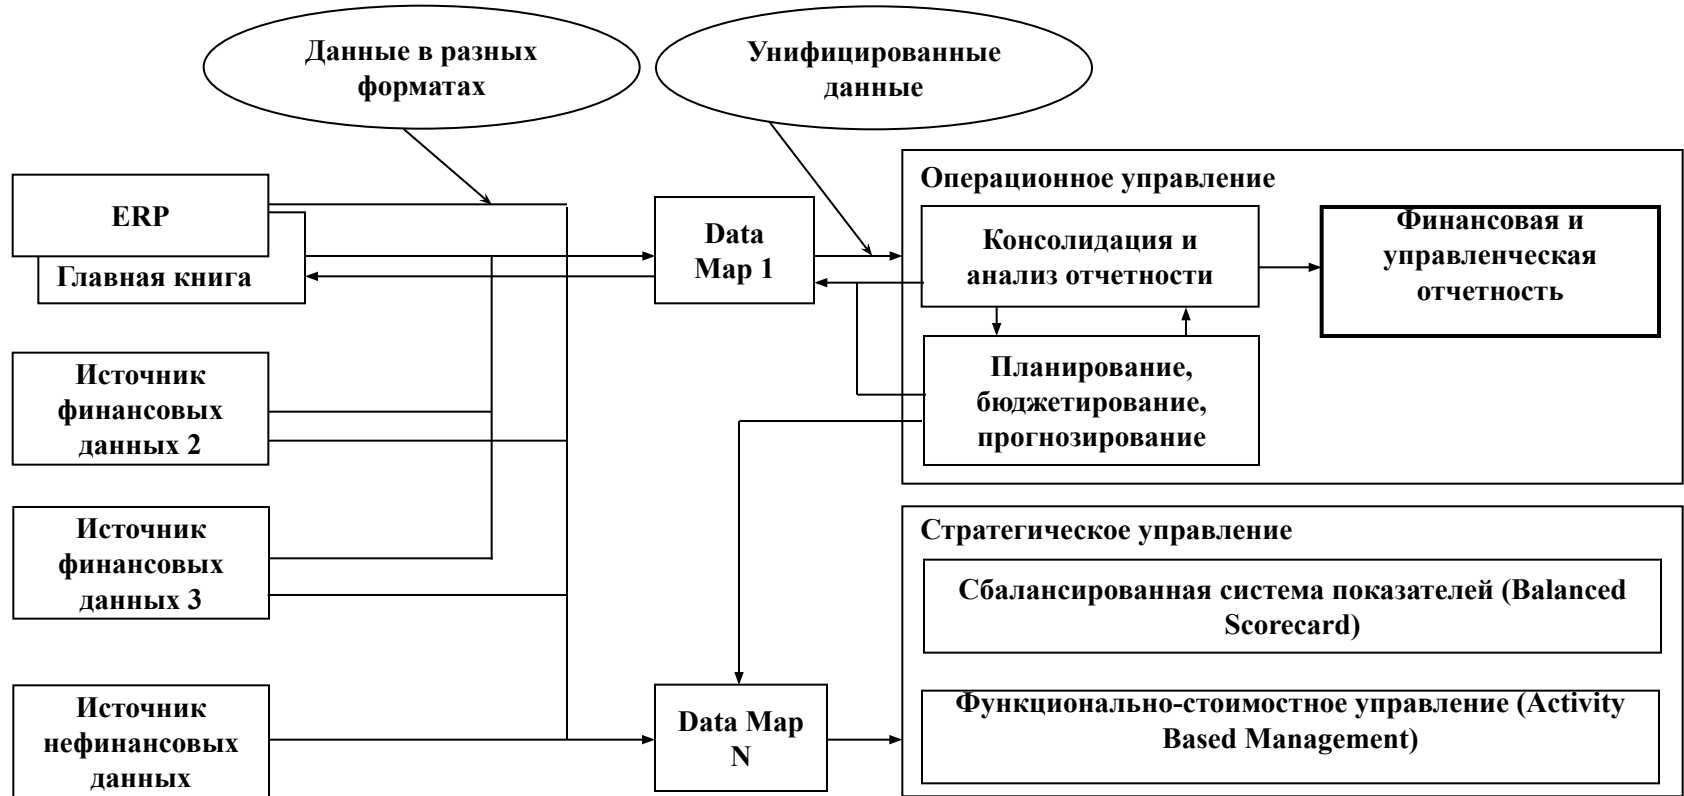 Данные в разных
форматах
Унифицированные
данные
ERP
Главная книга
Data
Map 1
Операционное управление
Консолидация и
анализ отчетности
Финансовая и
управленческая
отчетность
Источник
финансовых
данных 2
Планирование,
бюджетирование,
прогнозирование
Источник
финансовых
данных 3
Стратегическое управление
Сбалансированная система показателей (Balanced
Scorecard)
Источник
нефинансовых
данных
Data Map
N
Функционально-стоимостное управление (Activity
Based Management)